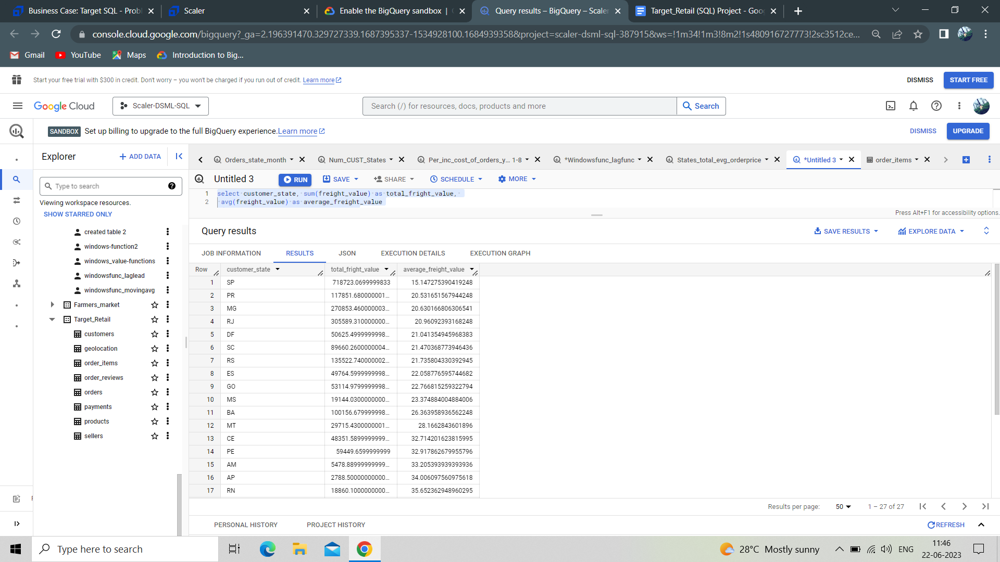 Business Case: Target SQL - Probl
Scaler
Enable the BigQuery sandbox |
Query results – BigQuery – Scaler
Target_Retail (SQL) Project - Goo
console.cloud.google.com/bigquery?_ga=2.196391470.329727339.1687395337-1534928100.1684939358&project=scaler-dsml-sql-387915&ws=!1m34!1m3!8m2!1s480916727773!2sc3512ce...
Gmail
YouTube
Maps
Introduction to Big...
Start your free trial with $300 in credit. Don't worry – you won't be charged if you run out of credit. Learn more
DISMISS
START FREE
Google Cloud
Scaler-DSML-SQL
Search (/) for resources, docs, products and more
Search
SANDBOX Set up billing to upgrade to the full BigQuery experience. Learn more
DISMISS
UPGRADE
Explorer
+ ADD DATA
Orders_state_month
Num_CUST_States
Per_inc_cost_of_orders_y... 1-8
*Windowsfunc_lagfunc
States_total_evg_orderprice
*Untitled 3
order_items
Untitled 3
RUN
SAVE
SHARE
SCHEDULE
MORE
Type to search
Viewing workspace resources.
SHOW STARRED ONLY
created table 2
windows-function2
windows_value-functions
windowsfunc_laglead
windowsfunc_movingavg
Farmers_market
Target_Retail
customers
geolocation
order_items
order_reviews
orders
payments
products
sellers
1 select customer_state, sum(freight_value) as total_fright_value,
2 avg(freight_value) as average_freight_value
Press Alt+F1 for accessibility options.
Query results
SAVE RESULTS
EXPLORE DATA
JOB INFORMATION
RESULTS
JSON
EXECUTION DETAILS
EXECUTION GRAPH
Row customer_state total_fright_value average_freight_value
1 SP 718723.0699999833 15.147275390419248
2 PR 117851.680000001... 20.531651567944248
3 MG 270853.460000003... 20.630166806306541
4 RJ 305589.310000000... 20.96092393168248
5 DF 50625.4999999998... 21.041354945968383
6 SC 89660.2600000004... 21.470368773946436
7 RS 135522.740000002... 21.735804330392945
8 ES 49764.5999999998... 22.058776595744682
9 GO 53114.9799999998... 22.766815259322794
10 MS 19144.0300000000... 23.374884004884006
11 BA 100156.679999998... 26.363958936562248
12 MT 29715.4300000001... 28.1662843601896
13 CE 48351.5899999999... 32.714201623815995
14 PE 59449.6599999999 32.917862679955796
15 AM 5478.88999999999... 33.205393939393936
16 AP 2788.50000000000... 34.006097560975618
17 RN 18860.1000000000... 35.652362948960295
Results per page:
50
1 – 27 of 27
PERSONAL HISTORY
PROJECT HISTORY
REFRESH
Type here to search
28°C Mostly sunny
ENG
11:46
22-06-2023